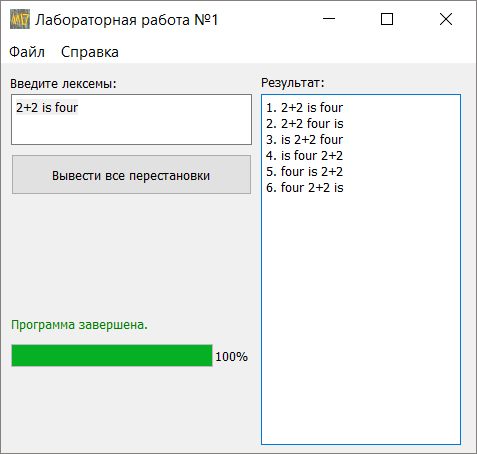 Лабораторная работа №1
Файл Справка
Введите лексемы:
2+2 is four
Вывести все перестановки
Программа завершена.
100%
Результат:
1. 2+2 is four
2. 2+2 four is
3. is 2+2 four
4. is four 2+2
5. four is 2+2
6. four 2+2 is